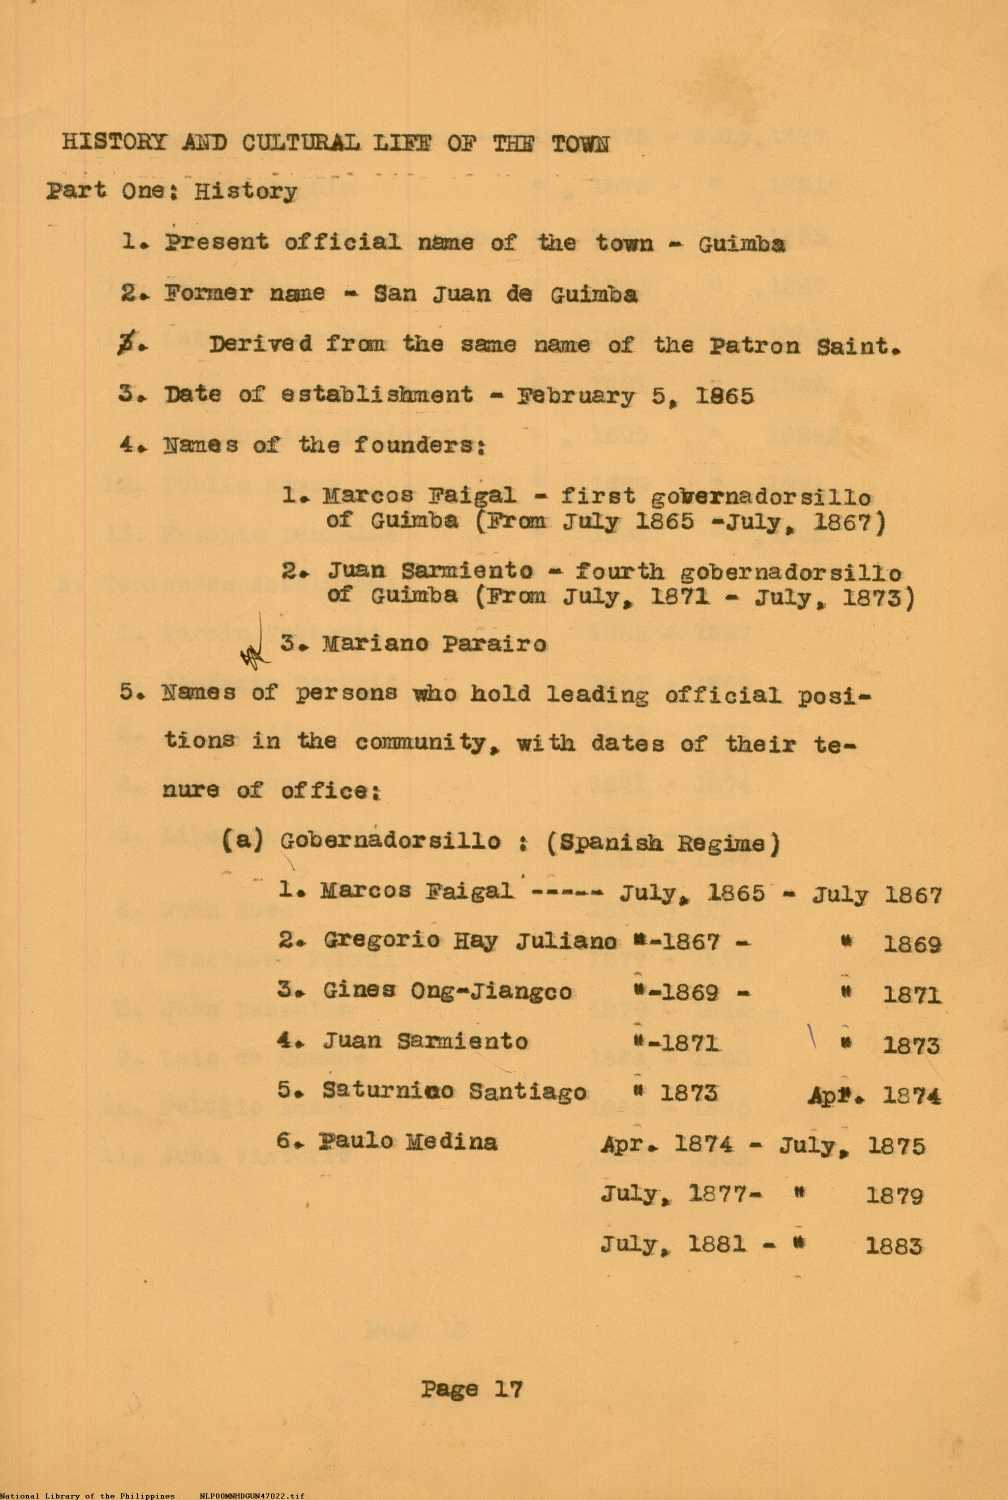 HISTORY AND CULTURAL LIFE OF THE TOWN
Part One: History
1. Present official name of the town - Guimba
2. Former name - San Juan de Guimba
3. Derived from the same name of the Patron Saint.
3. Date of establishment - February 5, 1865
4. Names of the founders:
1. Marcos Faigal - first gobernadorsillo
of Guimba (From July 1865 -July, 1867)
2. Juan Sarmiento - fourth gobernadorsillo
of Guimba (From July, 1871 - July, 1873)
3. Mariano Parairo
5. Names of persons who hold leading official posi-
tions in the community, with dates of their te-
nure of office:
(a) Gobernadorsillo : (Spanish Regime)
1. Marcos Faigal ----- July, 1865 - July 1867
2. Gregorio Hay Juliano "-1867 - " 1869
3. Gines Ong-Jiangco "-1869 - " 1871
4. Juan Sarmiento "-1871 " 1873
5. Saturnino Santiago " 1873 Apr. 1874
6. Paulo Medina Apr. 1874 - July, 1875
July, 1877- " 1879
July, 1881 - " 1883
Page 17
National Library of the Philippines NLP00MNHDGUN47022.tif